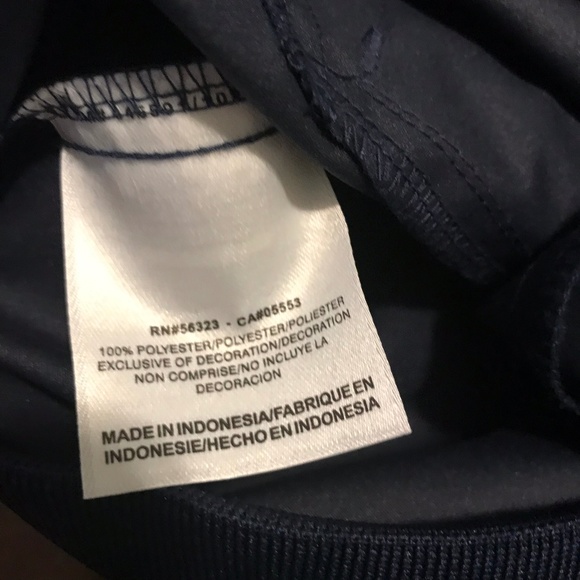 RN#56323 - CA#05553
100% POLYESTER/POLYESTER/POLIESTER
EXCLUSIVE OF DECORATION/DECORATION
NON COMPRISE/NO INCLUYE LA
DECORACION
MADE IN INDONESIA/FABRIQUE EN
INDONESIE/HECHO EN INDONESIA